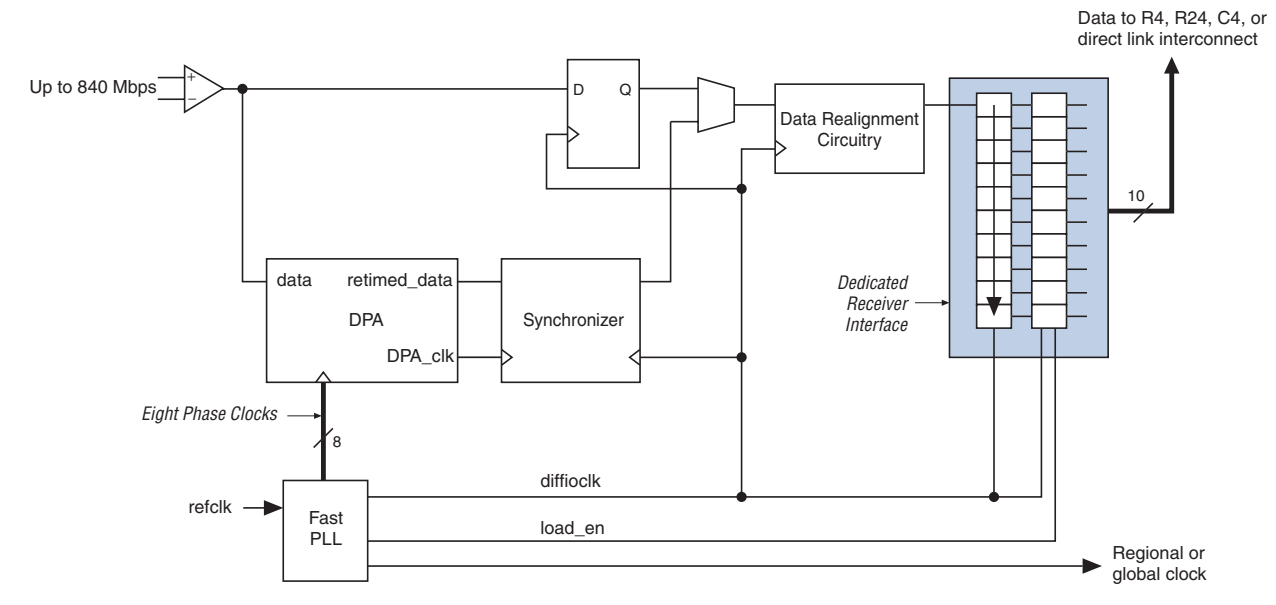 Data to R4, R24, C4, or
direct link interconnect
Up to 840 Mbps
+
−
D
Q
Data Realignment
Circuitry
10
data
retimed_data
DPA
DPA_clk
Synchronizer
Dedicated
Receiver
Interface
Eight Phase Clocks
8
refclk
Fast
PLL
diffioclk
load_en
Regional or
global clock